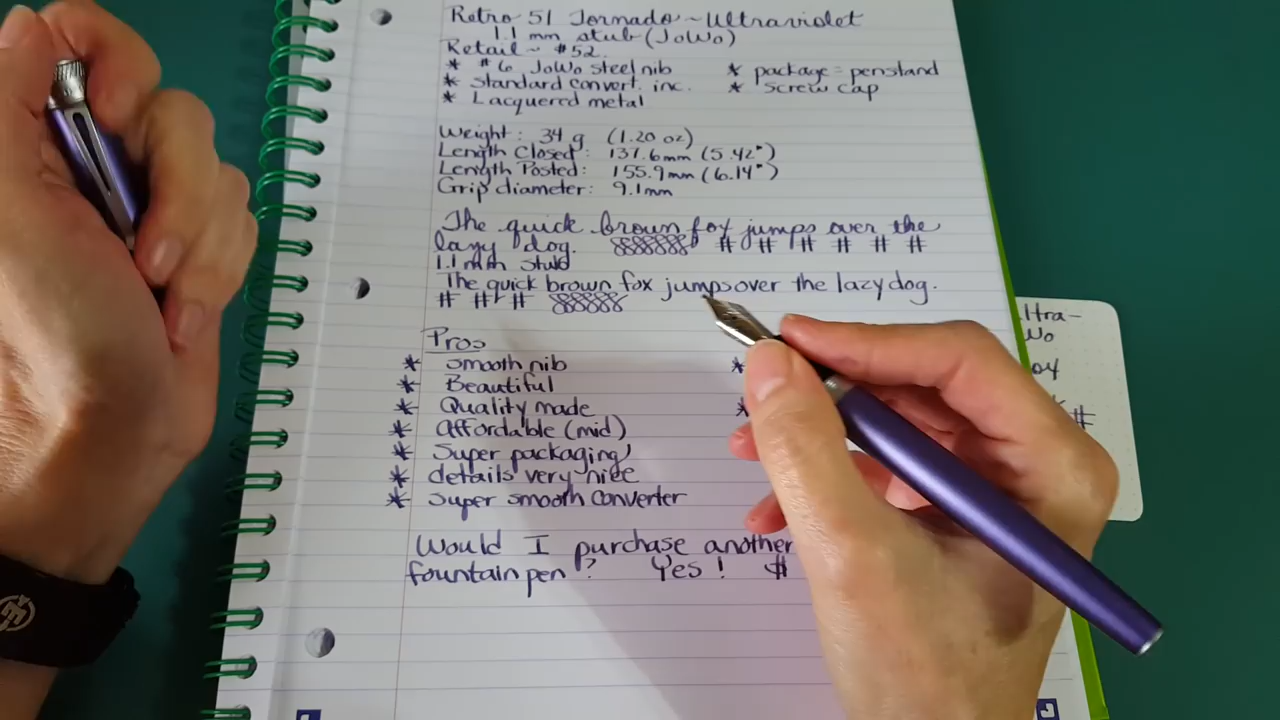 Retro 51 Tornado ~ Ultraviolet
1.1 mm stub (JoWo)
Retail ~ #52.
* #6 JoWo steel nib
* Standard convert. inc.
* Lacquered metal
* package = penstand
* screw cap
Weight: 34 g (1.20 oz)
Length Closed: 137.6mm (5.42")
Length Posted: 155.9mm (6.14")
Grip diameter: 9.1mm
The quick brown fox jumps over the
lazy dog. # # # # # #
1.1 mm stub
The quick brown fox jumps over the lazy dog.
# # #
Pros
* smooth nib
* Beautiful
* Quality made
* Affordable (mid)
* Super packaging
* details very nice
* super smooth converter
*
*
Would I purchase another
fountain pen? Yes!
ltra-
Wo
#